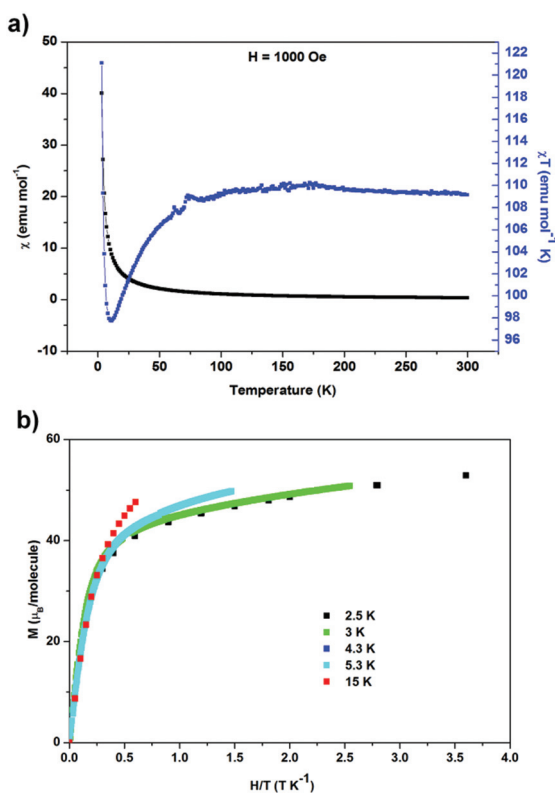 a)
H = 1000 Oe
50
40
30
20
10
0
-10
χ (emu mol⁻¹)
122
120
118
116
114
112
110
108
106
104
102
100
98
96
χT (emu mol⁻¹ K)
0 50 100 150 200 250 300
Temperature (K)
b)
60
40
20
0
M (μB/molecule)
2.5 K
3 K
4.3 K
5.3 K
15 K
0.0 0.5 1.0 1.5 2.0 2.5 3.0 3.5 4.0
H/T (T K⁻¹)